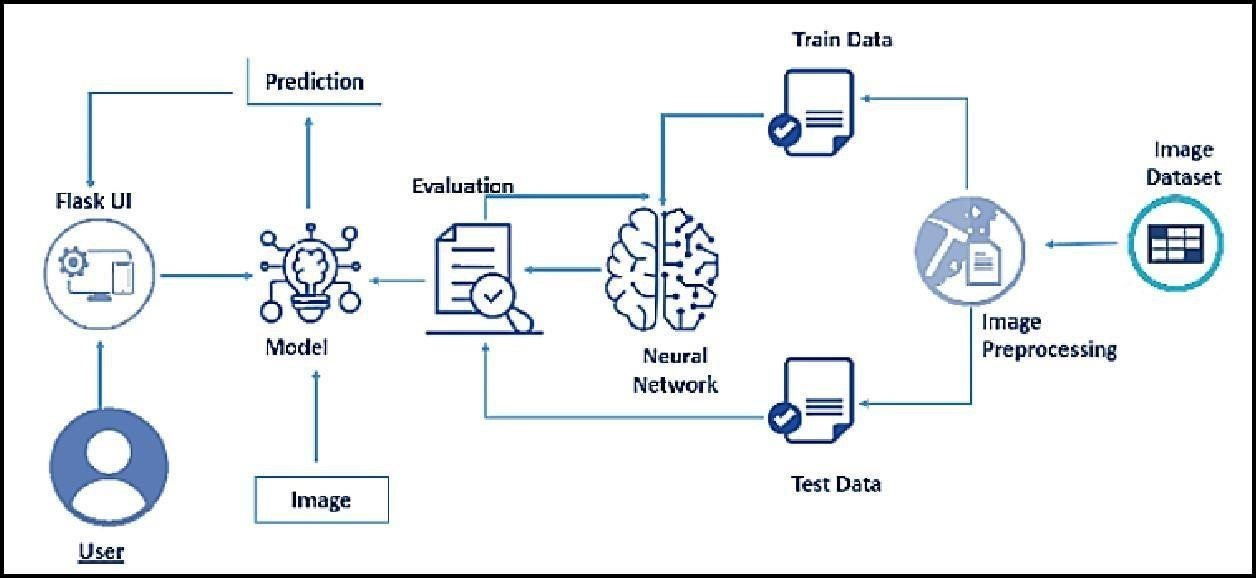 Train Data
Prediction
Image
Dataset
Evaluation
Flask UI
Image
Preprocessing
Model
Neural
Network
Test Data
Image
User